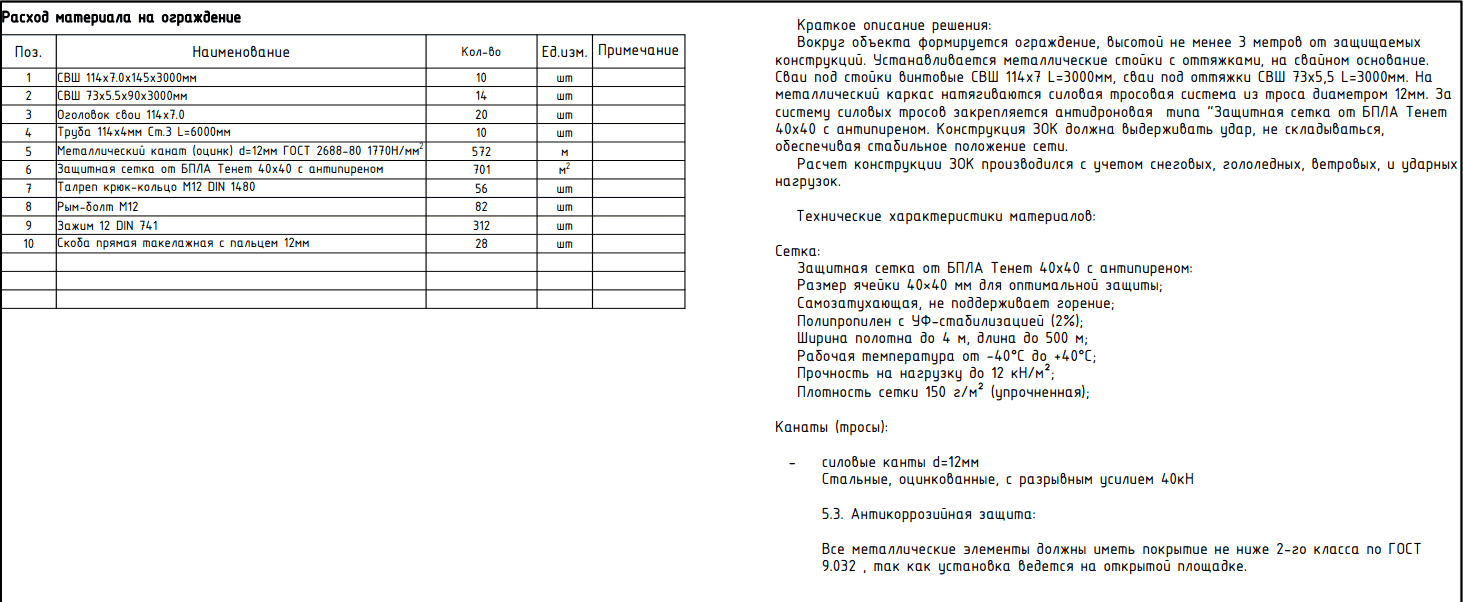 Расход материала на ограждение
Поз. Наименование Кол-во Ед.изм. Примечание
1 СВШ 114х7.0х145х3000мм 10 шт
2 СВШ 73х5.5х90х3000мм 14 шт
3 Оголовок сваи 114х7.0 20 шт
4 Труба 114х4мм Ст.3 L=6000мм 10 шт
5 Металлический канат (оцинк) d=12мм ГОСТ 2688-80 1770Н/мм² 572 м
6 Защитная сетка от БПЛА Тенет 40х40 с антипиреном 701 м²
7 Талреп крюк-кольцо М12 DIN 1480 56 шт
8 Рым-болт М12 82 шт
9 Зажим 12 DIN 741 312 шт
10 Скоба прямая такелажная с пальцем 12мм 28 шт
Краткое описание решения:
Вокруг объекта формируется ограждение, высотой не менее 3 метров от защищаемых
конструкций. Устанавливается металлические стойки с оттяжками, на свайном основание.
Сваи под стойки винтовые СВШ 114х7 L=3000мм, сваи под оттяжки СВШ 73х5,5 L=3000мм. На
металлический каркас натягиваются силовая тросовая система из троса диаметром 12мм. За
систему силовых тросов закрепляется антидроновая типа "Защитная сетка от БПЛА Тенет
40х40 с антипиреном. Конструкция ЗОК должна выдерживать удар, не складываться,
обеспечивая стабильное положение сети.
Расчет конструкции ЗОК производился с учетом снеговых, гололедных, ветровых, и ударных
нагрузок.
Технические характеристики материалов:
Сетка:
Защитная сетка от БПЛА Тенет 40х40 с антипиреном:
Размер ячейки 40×40 мм для оптимальной защиты;
Самозатухающая, не поддерживает горение;
Полипропилен с УФ-стабилизацией (2%);
Ширина полотна до 4 м, длина до 500 м;
Рабочая температура от -40°С до +40°С;
Прочность на нагрузку до 12 кН/м²;
Плотность сетки 150 г/м² (упрочненная);
Канаты (тросы):
- силовые канты d=12мм
Стальные, оцинкованные, с разрывным усилием 40кН
5.3. Антикоррозийная защита:
Все металлические элементы должны иметь покрытие не ниже 2-го класса по ГОСТ
9.032 , так как установка ведется на открытой площадке.